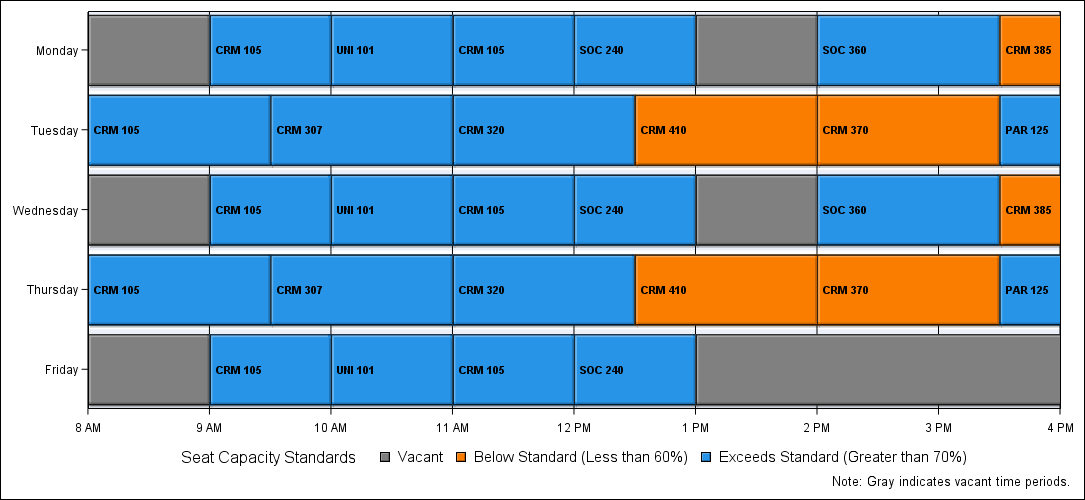 Monday CRM 105 UNI 101 CRM 105 SOC 240 SOC 360 CRM 385
Tuesday CRM 105 CRM 307 CRM 320 CRM 410 CRM 370 PAR 125
Wednesday CRM 105 UNI 101 CRM 105 SOC 240 SOC 360 CRM 385
Thursday CRM 105 CRM 307 CRM 320 CRM 410 CRM 370 PAR 125
Friday CRM 105 UNI 101 CRM 105 SOC 240
8 AM 9 AM 10 AM 11 AM 12 PM 1 PM 2 PM 3 PM 4 PM
Seat Capacity Standards Vacant Below Standard (Less than 60%) Exceeds Standard (Greater than 70%)
Note: Gray indicates vacant time periods.